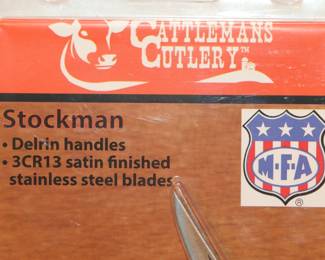 CATTLEMANS
CUTLERY™
Stockman
• Delrin handles
• 3CR13 satin finished
stainless steel blades
M·F·A
®